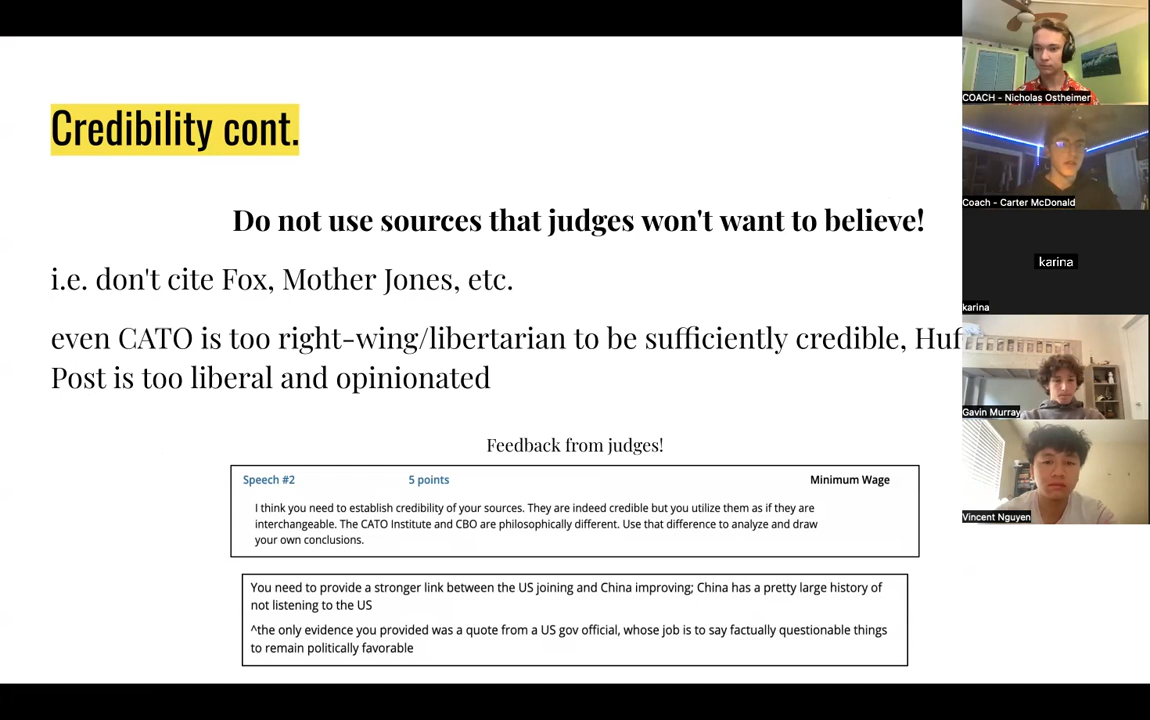 Credibility cont.
Do not use sources that judges won't want to believe!
i.e. don't cite Fox, Mother Jones, etc.
even CATO is too right-wing/libertarian to be sufficiently credible, Huf
Post is too liberal and opinionated
Feedback from judges!
Speech #2 5 points Minimum Wage
I think you need to establish credibility of your sources. They are indeed credible but you utilize them as if they are
interchangeable. The CATO Institute and CBO are philosophically different. Use that difference to analyze and draw
your own conclusions.
You need to provide a stronger link between the US joining and China improving; China has a pretty large history of
not listening to the US
^the only evidence you provided was a quote from a US gov official, whose job is to say factually questionable things
to remain politically favorable
COACH - Nicholas Ostheimer
Coach - Carter McDonald
karina
karina
Gavin Murray
Vincent Nguyen